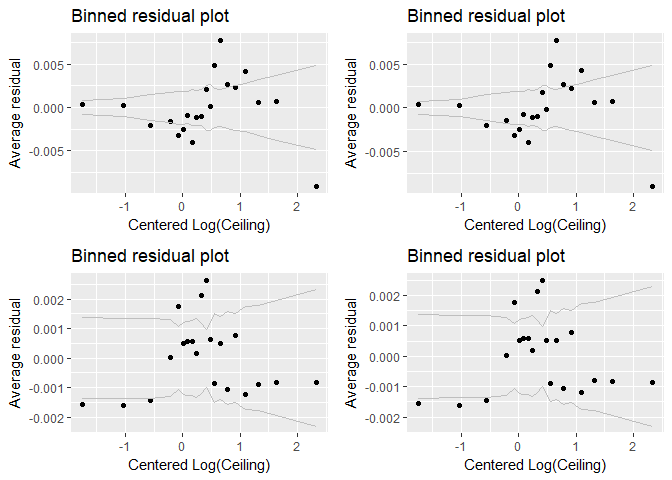 Binned residual plot
Average residual
0.005
0.000
-0.005
-1
0
1
2
Centered Log(Ceiling)
Binned residual plot
Average residual
0.005
0.000
-0.005
-1
0
1
2
Centered Log(Ceiling)
Binned residual plot
Average residual
0.002
0.001
0.000
-0.001
-0.002
-1
0
1
2
Centered Log(Ceiling)
Binned residual plot
Average residual
0.002
0.001
0.000
-0.001
-0.002
-1
0
1
2
Centered Log(Ceiling)